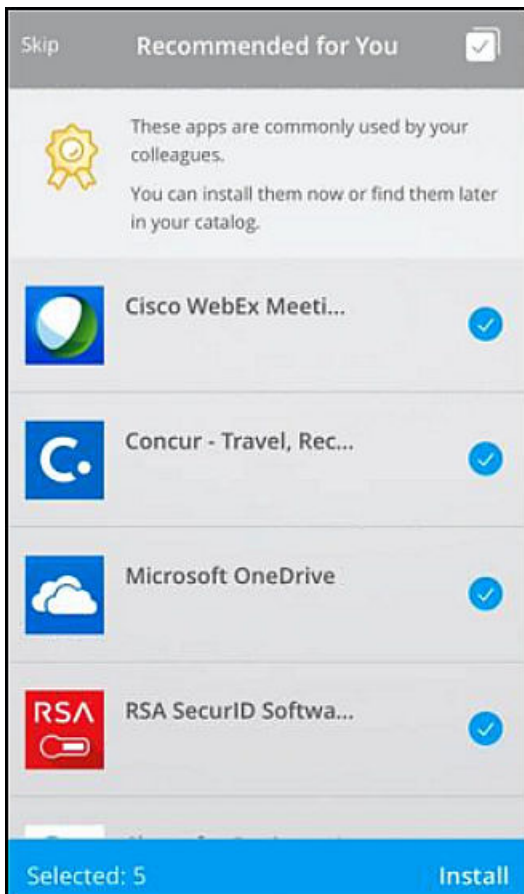 Skip
Recommended for You
These apps are commonly used by your
colleagues.
You can install them now or find them later
in your catalog.
Cisco WebEx Meeti...
Concur - Travel, Rec...
C.
Microsoft OneDrive
RSA
RSA SecurID Softwa...
Selected: 5
Install